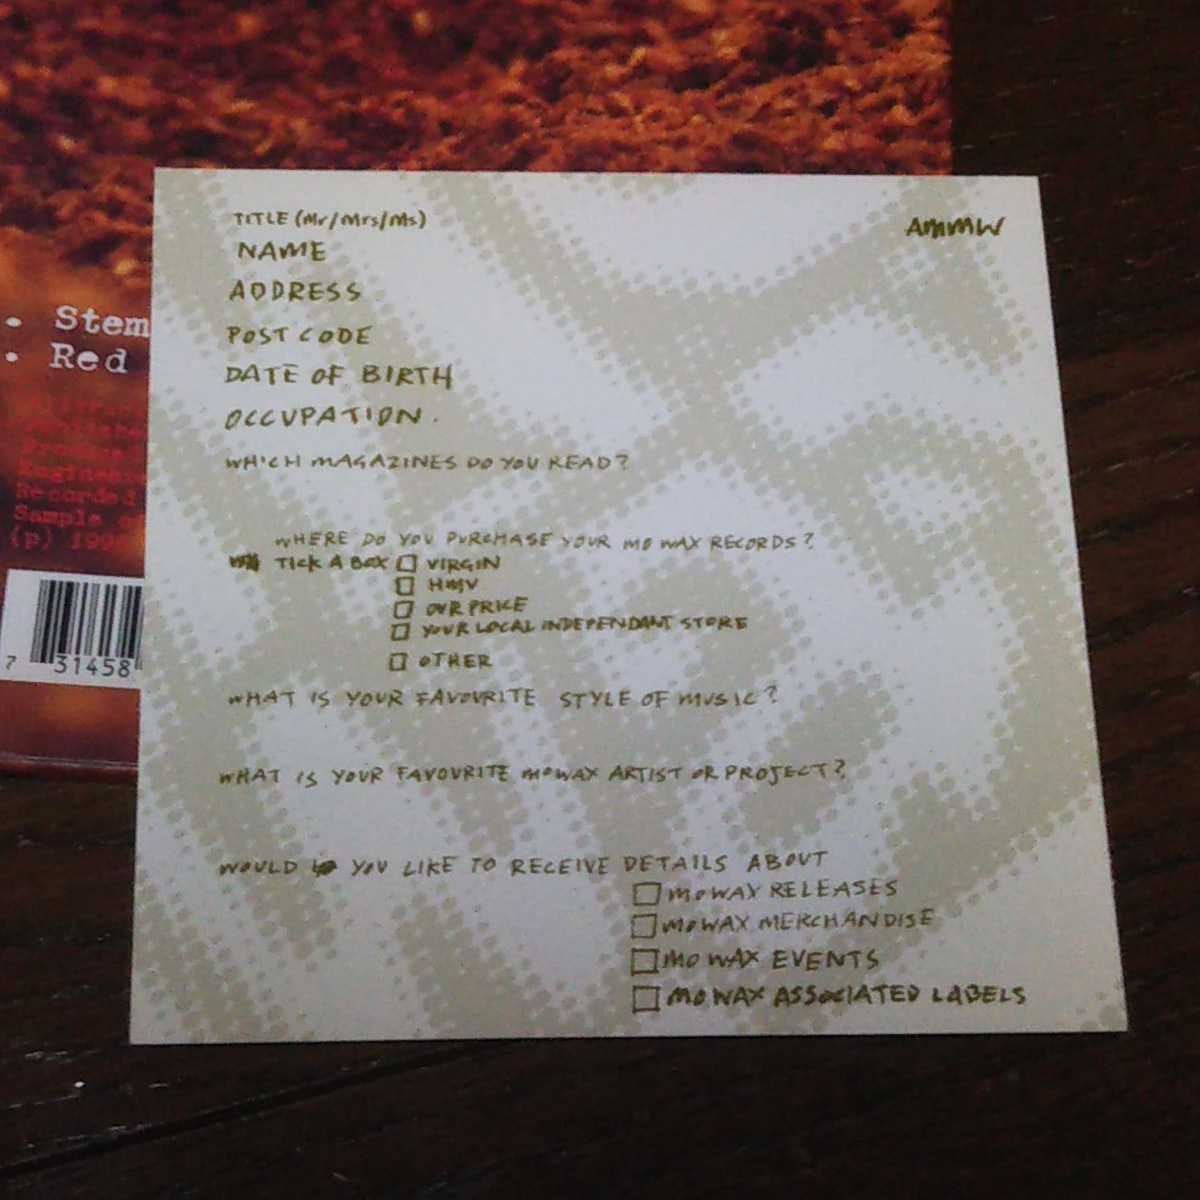 TITLE (Mr/Mrs/Ms)
AMMW
NAME
ADDRESS
POST CODE
DATE OF BIRTH
OCCUPATION.
WHICH MAGAZINES DO YOU READ?
WHERE DO YOU PURCHASE YOUR MO WAX RECORDS?
TICK A BOX
VIRGIN
HMV
OUR PRICE
YOUR LOCAL INDEPENDANT STORE
OTHER
WHAT IS YOUR FAVOURITE STYLE OF MUSIC?
WHAT IS YOUR FAVOURITE MOWAX ARTIST OR PROJECT?
WOULD YOU LIKE TO RECEIVE DETAILS ABOUT
MOWAX RELEASES
MOWAX MERCHANDISE
MO WAX EVENTS
MO WAX ASSOCIATED LABELS
• Stem
• Red
Recorded
Sample
(p)
7 31458